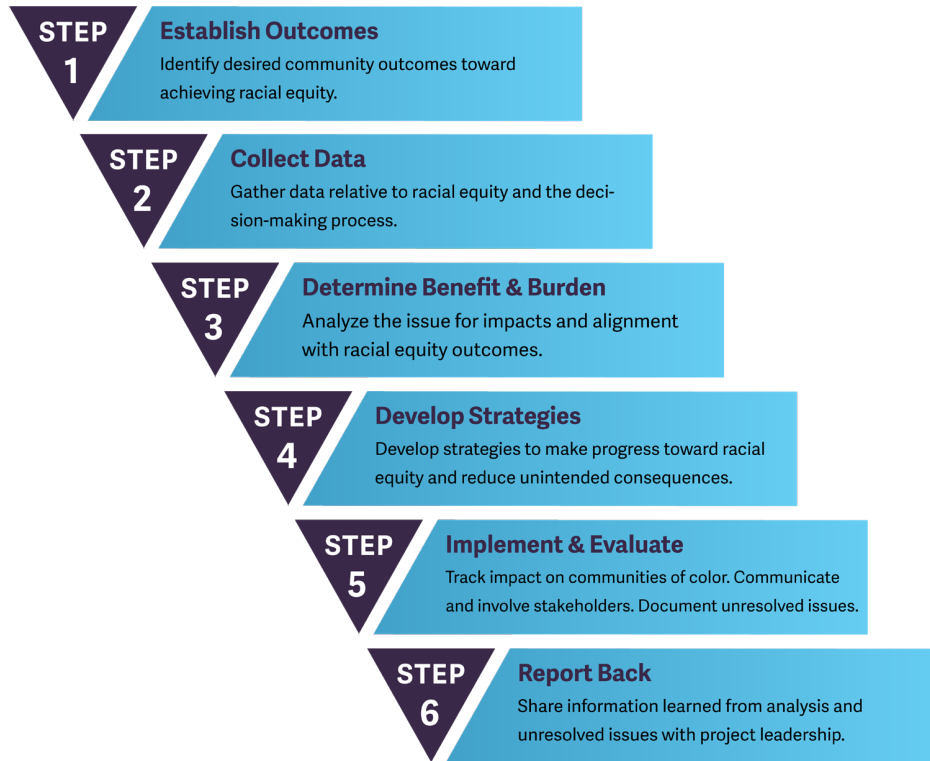 STEP
1
Establish Outcomes
Identify desired community outcomes toward
achieving racial equity.
STEP
2
Collect Data
Gather data relative to racial equity and the deci-
sion-making process.
STEP
3
Determine Benefit & Burden
Analyze the issue for impacts and alignment
with racial equity outcomes.
STEP
4
Develop Strategies
Develop strategies to make progress toward racial
equity and reduce unintended consequences.
STEP
5
Implement & Evaluate
Track impact on communities of color. Communicate
and involve stakeholders. Document unresolved issues.
STEP
6
Report Back
Share information learned from analysis and
unresolved issues with project leadership.